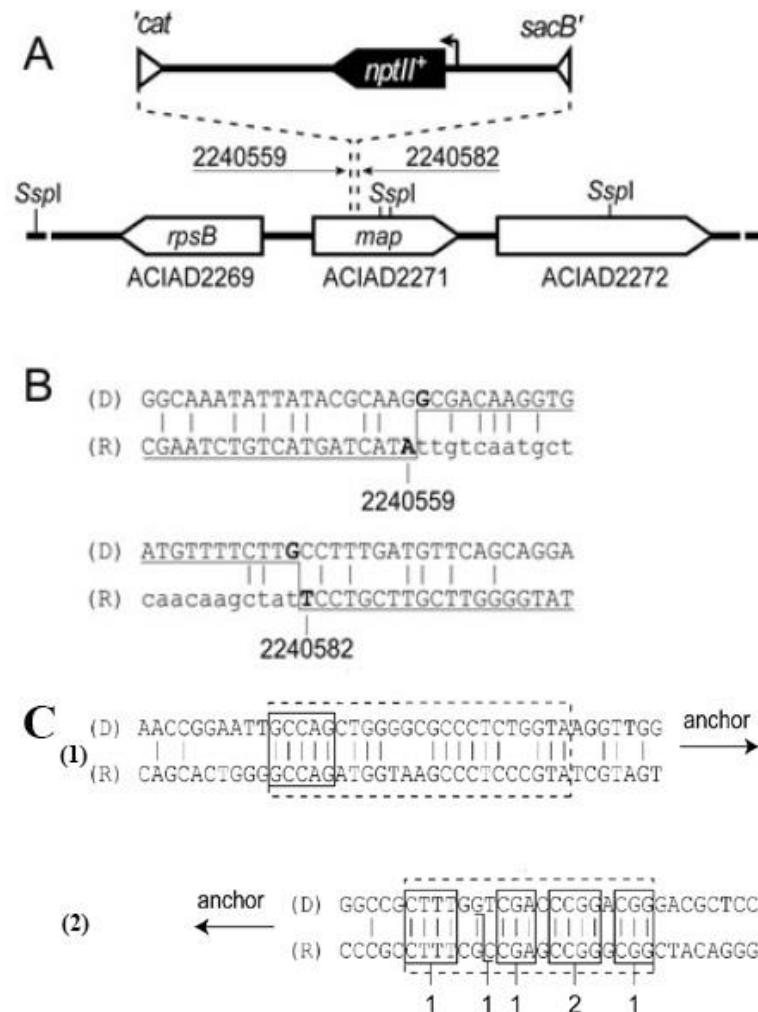 A
'cat
sacB'
nptII+
2240559
2240582
SspI
SspI
SspI
rpsB
map
ACIAD2269
ACIAD2271
ACIAD2272
B
(D) GGCAAATATTATACGCAAGGCGACAAGGTG
(R) CGAATCTGTCATGATCATAttgtcaatgct
2240559
(D) ATGTTTTCTTGCCTTTGATGTTCAGCAGGA
(R) caacaagctatTCCTGCTTGCTTGGGGTAT
2240582
C
(1)
(D) AACCGGAATTGCCAGCTGGGGCGCCCTCTGGTAAGGTTGG
(R) CAGCACTGGGGCCAGATGGTAAGCCCTCCCGTATCGTAGT
anchor
(2)
anchor
(D) GGCCGCTTTGGTCGACCCGGACGGGACGCTCC
(R) CCCGCCTTTCGCCGAGCCGGGCGGCTACAGGG
1 1 1 2 1